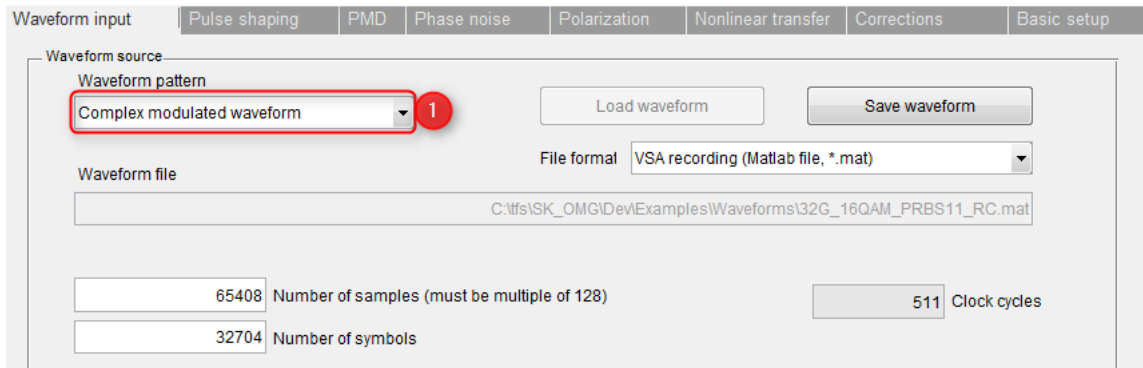 Waveform input Pulse shaping PMD Phase noise Polarization Nonlinear transfer Corrections Basic setup
Waveform source
Waveform pattern
Complex modulated waveform 1 Load waveform Save waveform
File formal VSA recording (Matlab file, *.mat)
Waveform file
C:\tfs\SK_OMG\Dev\Examples\Waveforms\32G_16QAM_PRBS11_RC.mat
65408 Number of samples (must be multiple of 128) 511 Clock cycles
32704 Number of symbols